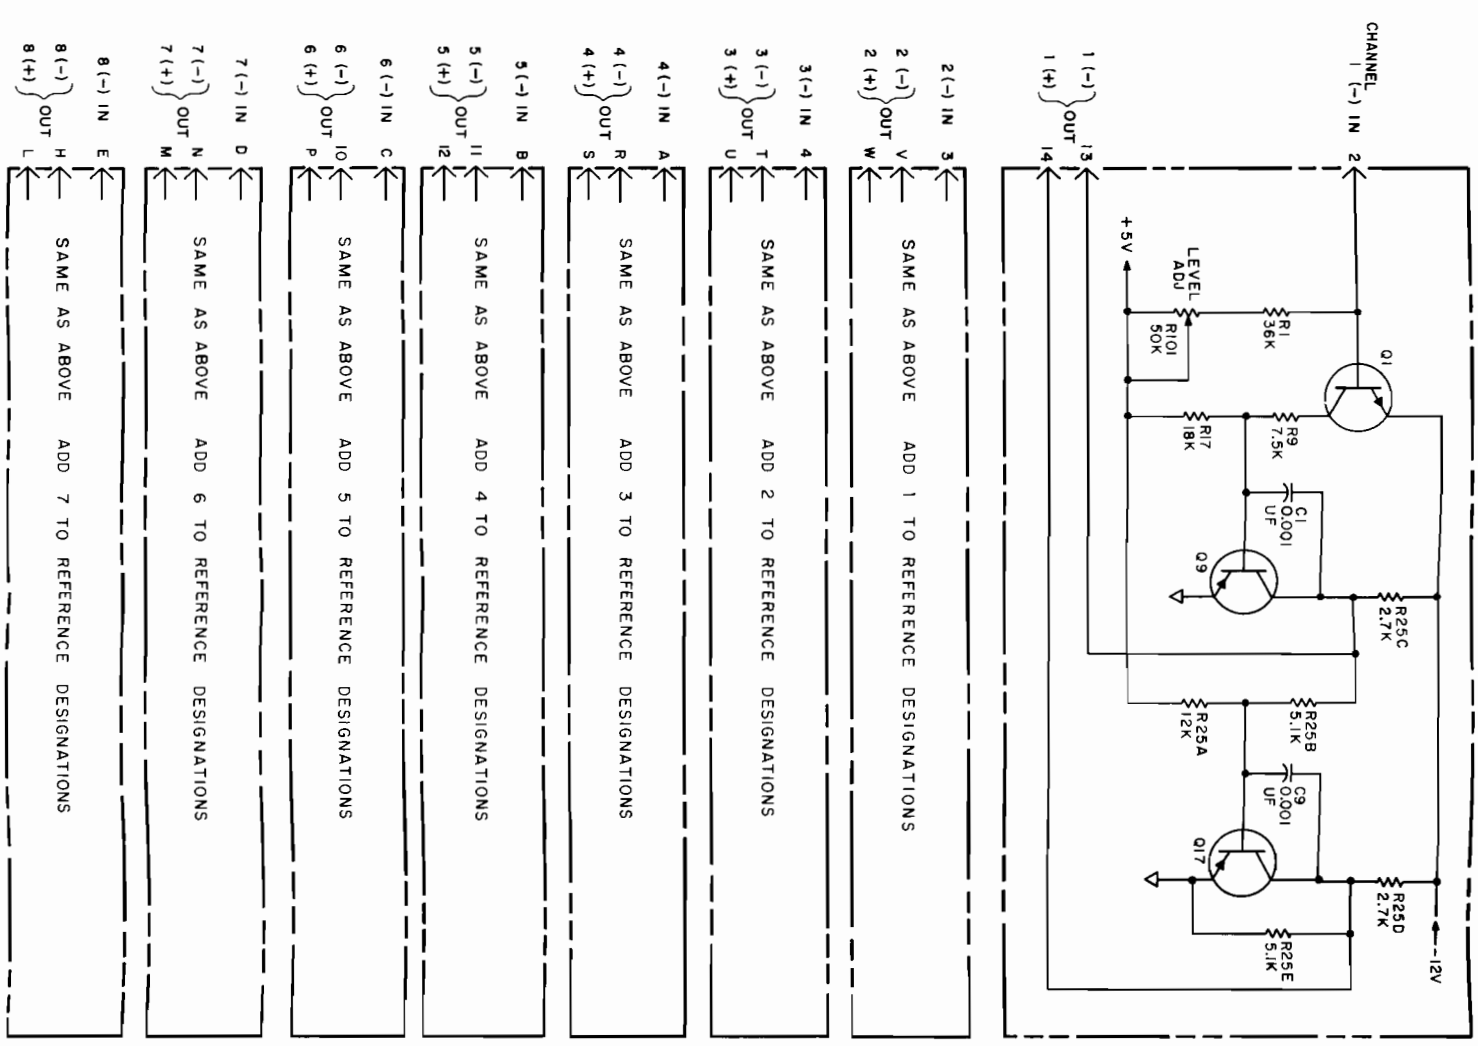 CHANNEL
1 (-) IN 2
1 (-)
1 (+)
OUT
13
14
+5V
LEVEL
ADJ
R101
50K
R1
36K
Q1
R17
18K
R9
7.5K
C1
0.001
UF
Q9
R25C
2.7K
R25A
12K
R25B
5.1K
C9
0.001
UF
Q17
R25D
2.7K
R25E
5.1K
-12V
2 (-) IN 3
2 (-)
2 (+)
OUT
V
W
SAME AS ABOVE ADD 1 TO REFERENCE DESIGNATIONS
3 (-) IN 4
3 (-)
3 (+)
OUT
T
U
SAME AS ABOVE ADD 2 TO REFERENCE DESIGNATIONS
4 (-) IN A
4 (-)
4 (+)
OUT
R
S
SAME AS ABOVE ADD 3 TO REFERENCE DESIGNATIONS
5 (-) IN B
5 (-)
5 (+)
OUT
11
12
SAME AS ABOVE ADD 4 TO REFERENCE DESIGNATIONS
6 (-) IN C
6 (-)
6 (+)
OUT
10
P
SAME AS ABOVE ADD 5 TO REFERENCE DESIGNATIONS
7 (-) IN D
7 (-)
7 (+)
OUT
N
M
SAME AS ABOVE ADD 6 TO REFERENCE DESIGNATIONS
8 (-) IN E
8 (-)
8 (+)
OUT
H
L
SAME AS ABOVE ADD 7 TO REFERENCE DESIGNATIONS